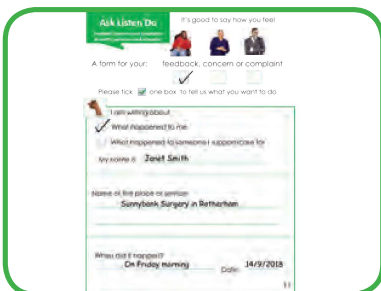 Ask Listen Do
It's good to say how you feel
A form for your: feedback, concern or complaint
Please tick one box to tell us what you want to do
I am writing about
What happened to me
What happened to someone I support/care for
My name is Janet Smith
Name of the place or service
Sunnybank Surgery in Rotherham
When did it happen?
On Friday morning Date 14/9/2018
11